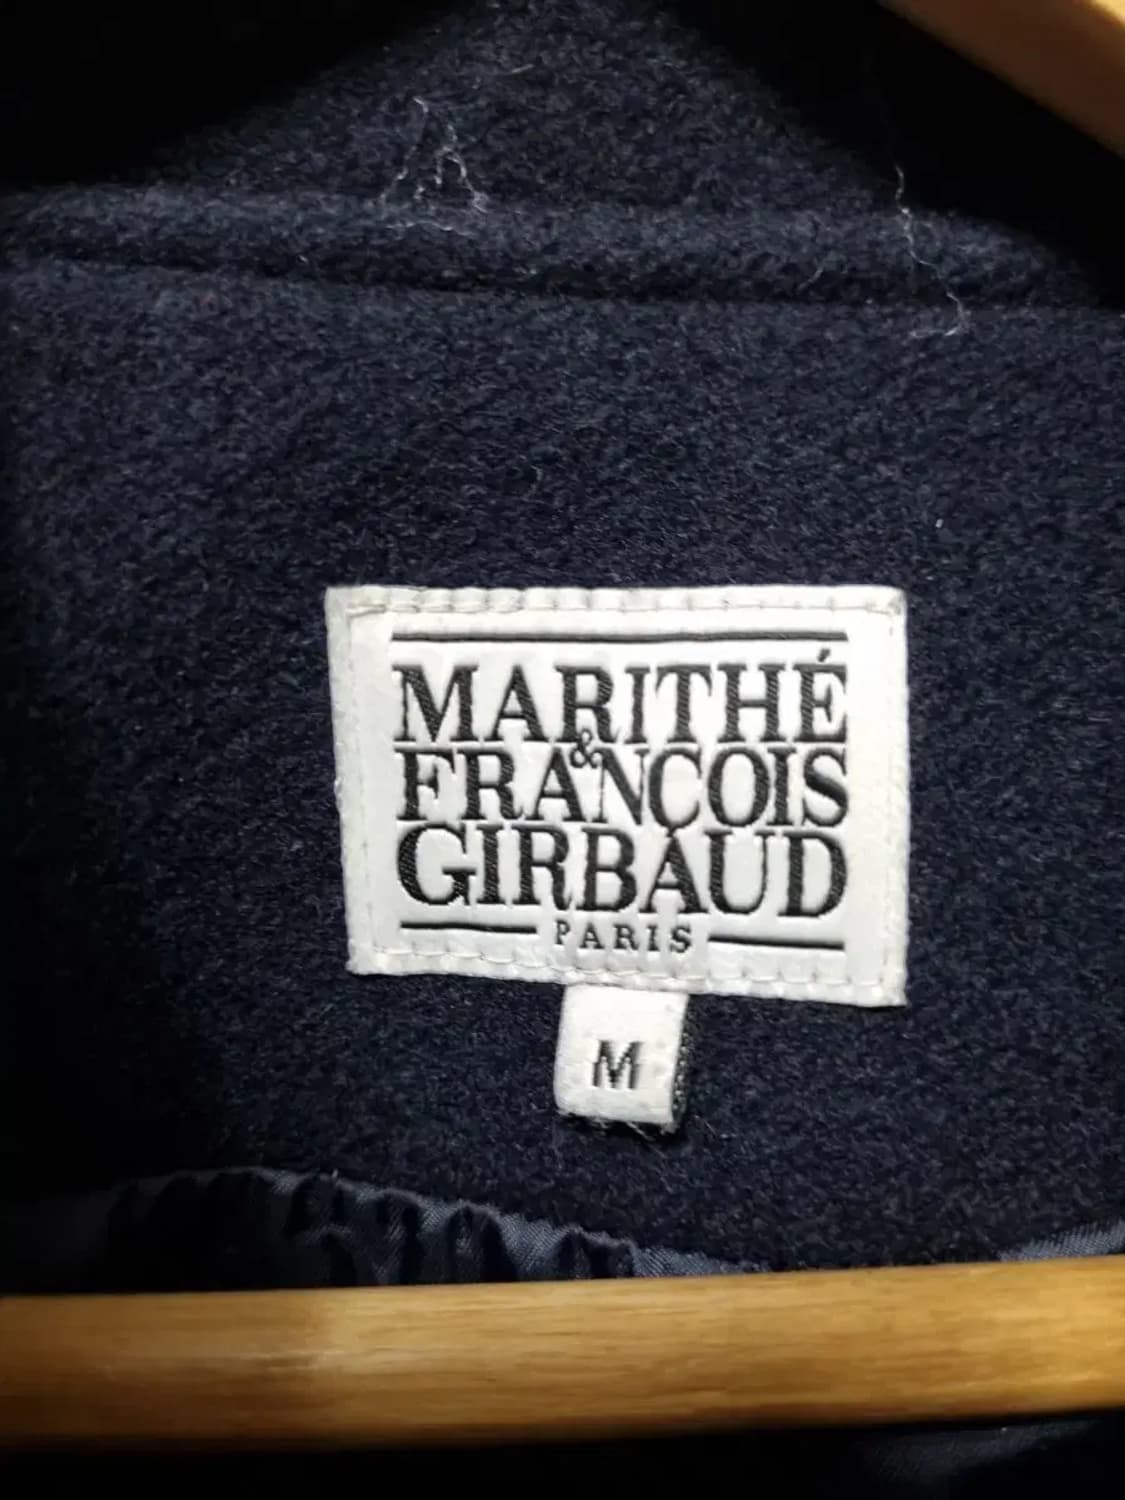 MARITHÉ
&
FRANÇOIS
GIRBAUD
PARIS
M